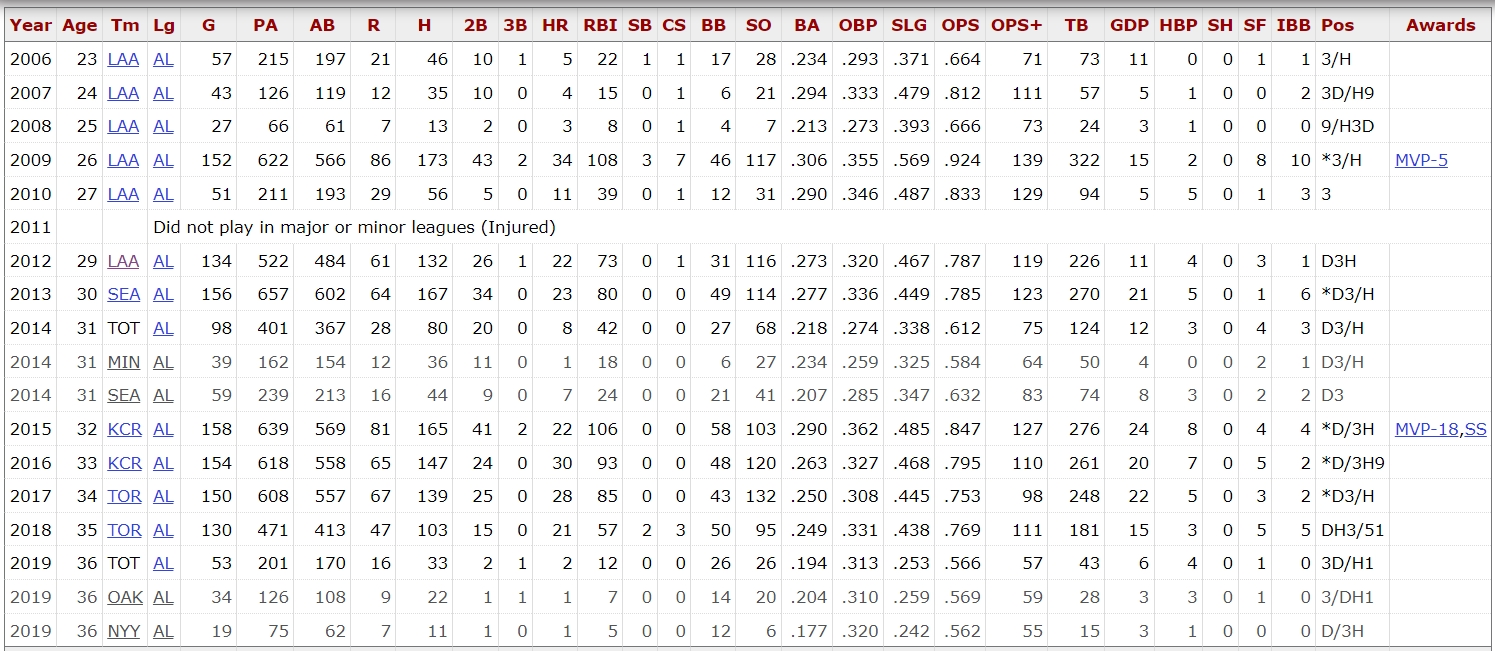 Year Age Tm Lg G PA AB R H 2B 3B HR RBI SB CS BB SO BA OBP SLG OPS OPS+ TB GDP HBP SH SF IBB Pos Awards
2006 23 LAA AL 57 215 197 21 46 10 1 5 22 1 1 17 28 .234 .293 .371 .664 71 73 11 0 0 1 1 3/H
2007 24 LAA AL 43 126 119 12 35 10 0 4 15 0 1 6 21 .294 .333 .479 .812 111 57 5 1 0 0 2 3D/H9
2008 25 LAA AL 27 66 61 7 13 2 0 3 8 0 1 4 7 .213 .273 .393 .666 73 24 3 1 0 0 0 9/H3D
2009 26 LAA AL 152 622 566 86 173 43 2 34 108 3 7 46 117 .306 .355 .569 .924 139 322 15 2 0 8 10 *3/H MVP-5
2010 27 LAA AL 51 211 193 29 56 5 0 11 39 0 1 12 31 .290 .346 .487 .833 129 94 5 5 0 1 3 3
2011 Did not play in major or minor leagues (Injured)
2012 29 LAA AL 134 522 484 61 132 26 1 22 73 0 1 31 116 .273 .320 .467 .787 119 226 11 4 0 3 1 D3H
2013 30 SEA AL 156 657 602 64 167 34 0 23 80 0 0 49 114 .277 .336 .449 .785 123 270 21 5 0 1 6 *D3/H
2014 31 TOT AL 98 401 367 28 80 20 0 8 42 0 0 27 68 .218 .274 .338 .612 75 124 12 3 0 4 3 D3/H
2014 31 MIN AL 39 162 154 12 36 11 0 1 18 0 0 6 27 .234 .259 .325 .584 64 50 4 0 0 2 1 D3/H
2014 31 SEA AL 59 239 213 16 44 9 0 7 24 0 0 21 41 .207 .285 .347 .632 83 74 8 3 0 2 2 D3
2015 32 KCR AL 158 639 569 81 165 41 2 22 106 0 0 58 103 .290 .362 .485 .847 127 276 24 8 0 4 4 *D/3H MVP-18,SS
2016 33 KCR AL 154 618 558 65 147 24 0 30 93 0 0 48 120 .263 .327 .468 .795 110 261 20 7 0 5 2 *D/3H9
2017 34 TOR AL 150 608 557 67 139 25 0 28 85 0 0 43 132 .250 .308 .445 .753 98 248 22 5 0 3 2 *D3/H
2018 35 TOR AL 130 471 413 47 103 15 0 21 57 2 3 50 95 .249 .331 .438 .769 111 181 15 3 0 5 5 DH3/51
2019 36 TOT AL 53 201 170 16 33 2 1 2 12 0 0 26 26 .194 .313 .253 .566 57 43 6 4 0 1 0 3D/H1
2019 36 OAK AL 34 126 108 9 22 1 1 1 7 0 0 14 20 .204 .310 .259 .569 59 28 3 3 0 1 0 3/DH1
2019 36 NYY AL 19 75 62 7 11 1 0 1 5 0 0 12 6 .177 .320 .242 .562 55 15 3 1 0 0 0 D/3H